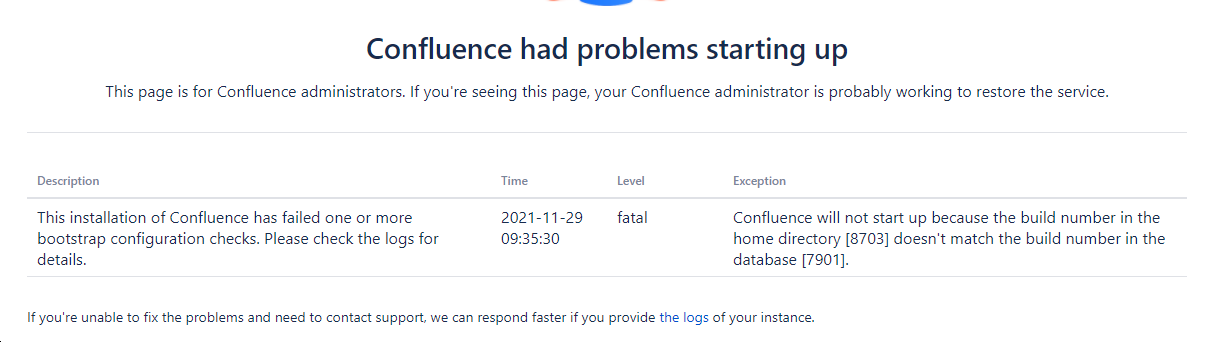 Confluence had problems starting up
This page is for Confluence administrators. If you're seeing this page, your Confluence administrator is probably working to restore the service.
Description Time Level Exception
This installation of Confluence has failed one or more
bootstrap configuration checks. Please check the logs for
details.
2021-11-29
09:35:30
fatal
Confluence will not start up because the build number in the
home directory [8703] doesn't match the build number in the
database [7901].
If you're unable to fix the problems and need to contact support, we can respond faster if you provide the logs of your instance.